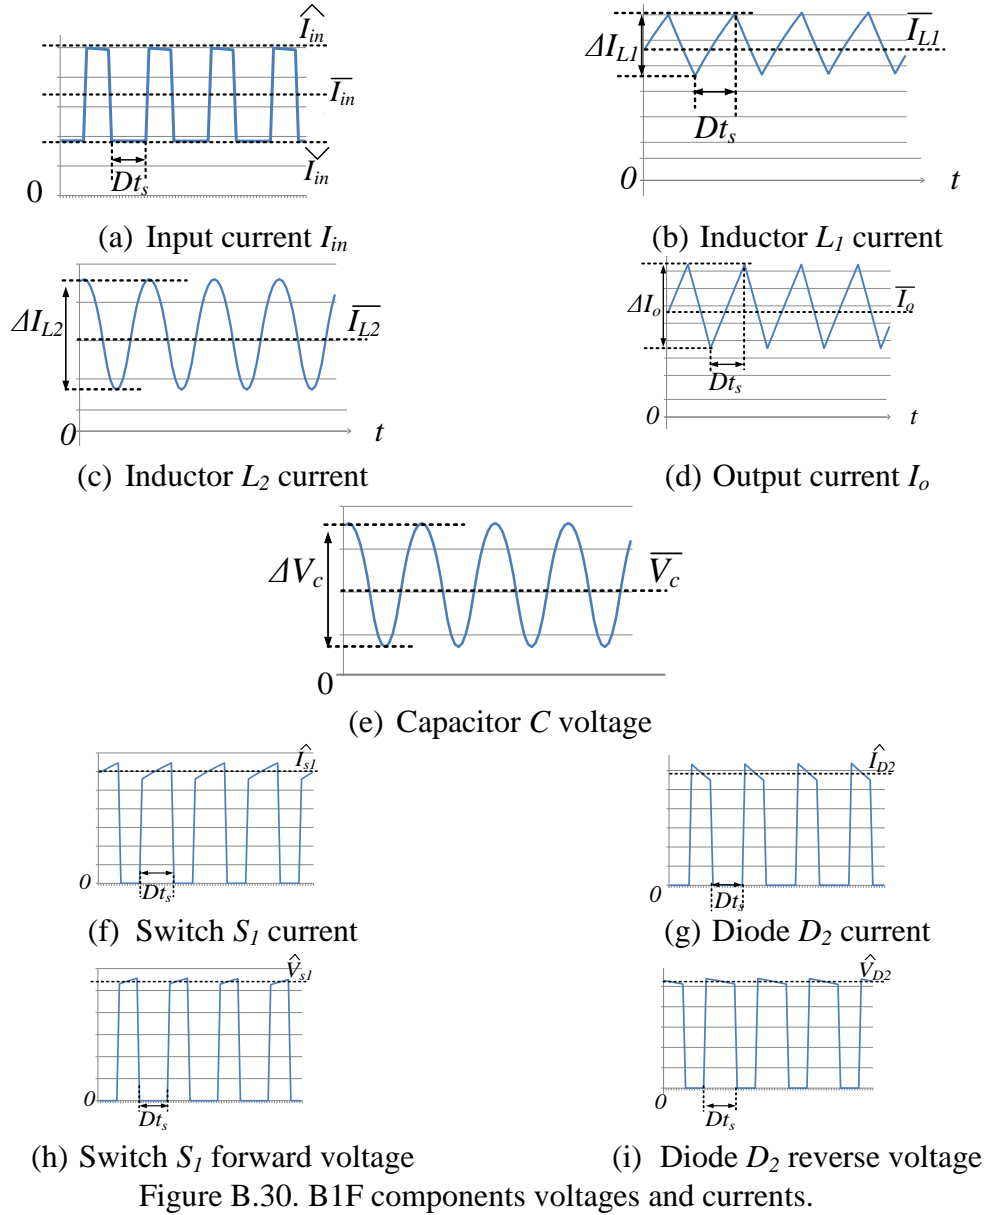 Î_in
Ī_in
Ǐ_in
0
Dt_s
(a) Input current I_in
ΔI_L1
Ī_L1
Dt_s
0
t
(b) Inductor L_1 current
ΔI_L2
Ī_L2
0
t
(c) Inductor L_2 current
ΔI_o
Ī_o
Dt_s
0
t
(d) Output current I_o
ΔV_c
V̄_c
0
(e) Capacitor C voltage
Î_s1
0
Dt_s
(f) Switch S_1 current
Î_D2
0
Dt_s
(g) Diode D_2 current
V̂_s1
0
Dt_s
(h) Switch S_1 forward voltage
V̂_D2
0
Dt_s
(i) Diode D_2 reverse voltage
Figure B.30. B1F components voltages and currents.